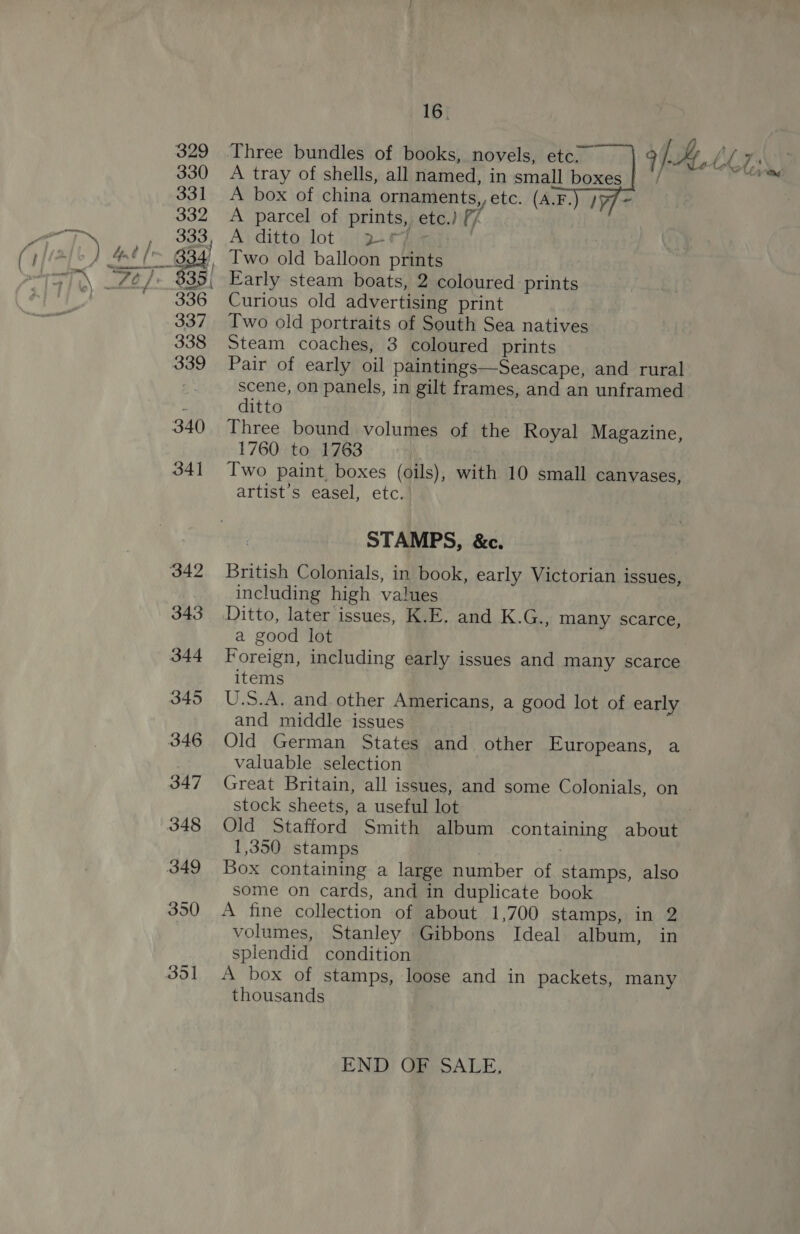 16
329 Three bundles of books, novels, etc.
330 A tray of shells, all named, in small boxes
331 A box of china ornaments, etc. (A.F.) 17/-
332 A parcel of prints, etc.)
333 A ditto lot
334 Two old balloon prints
335 Early steam boats, 2 coloured prints
336 Curious old advertising print
337 Two old portraits of South Sea natives
338 Steam coaches, 3 coloured prints
339 Pair of early oil paintings—Seascape, and rural
scene, on panels, in gilt frames, and an unframed
ditto
340 Three bound volumes of the Royal Magazine,
1760 to 1763
341 Two paint boxes (oils), with 10 small canvases,
artist's easel, etc.
STAMPS, &c.
342 British Colonials, in book, early Victorian issues,
including high values
343 Ditto, later issues, K.E. and K.G., many scarce,
a good lot
344 Foreign, including early issues and many scarce
items
345 U.S.A. and other Americans, a good lot of early
and middle issues
346 Old German States and other Europeans, a
valuable selection
347 Great Britain, all issues, and some Colonials, on
stock sheets, a useful lot
348 Old Stafford Smith album containing about
1,350 stamps
349 Box containing a large number of stamps, also
some on cards, and in duplicate book
350 A fine collection of about 1,700 stamps, in 2
volumes, Stanley Gibbons Ideal album, in
splendid condition
351 A box of stamps, loose and in packets, many
thousands
END OF SALE.